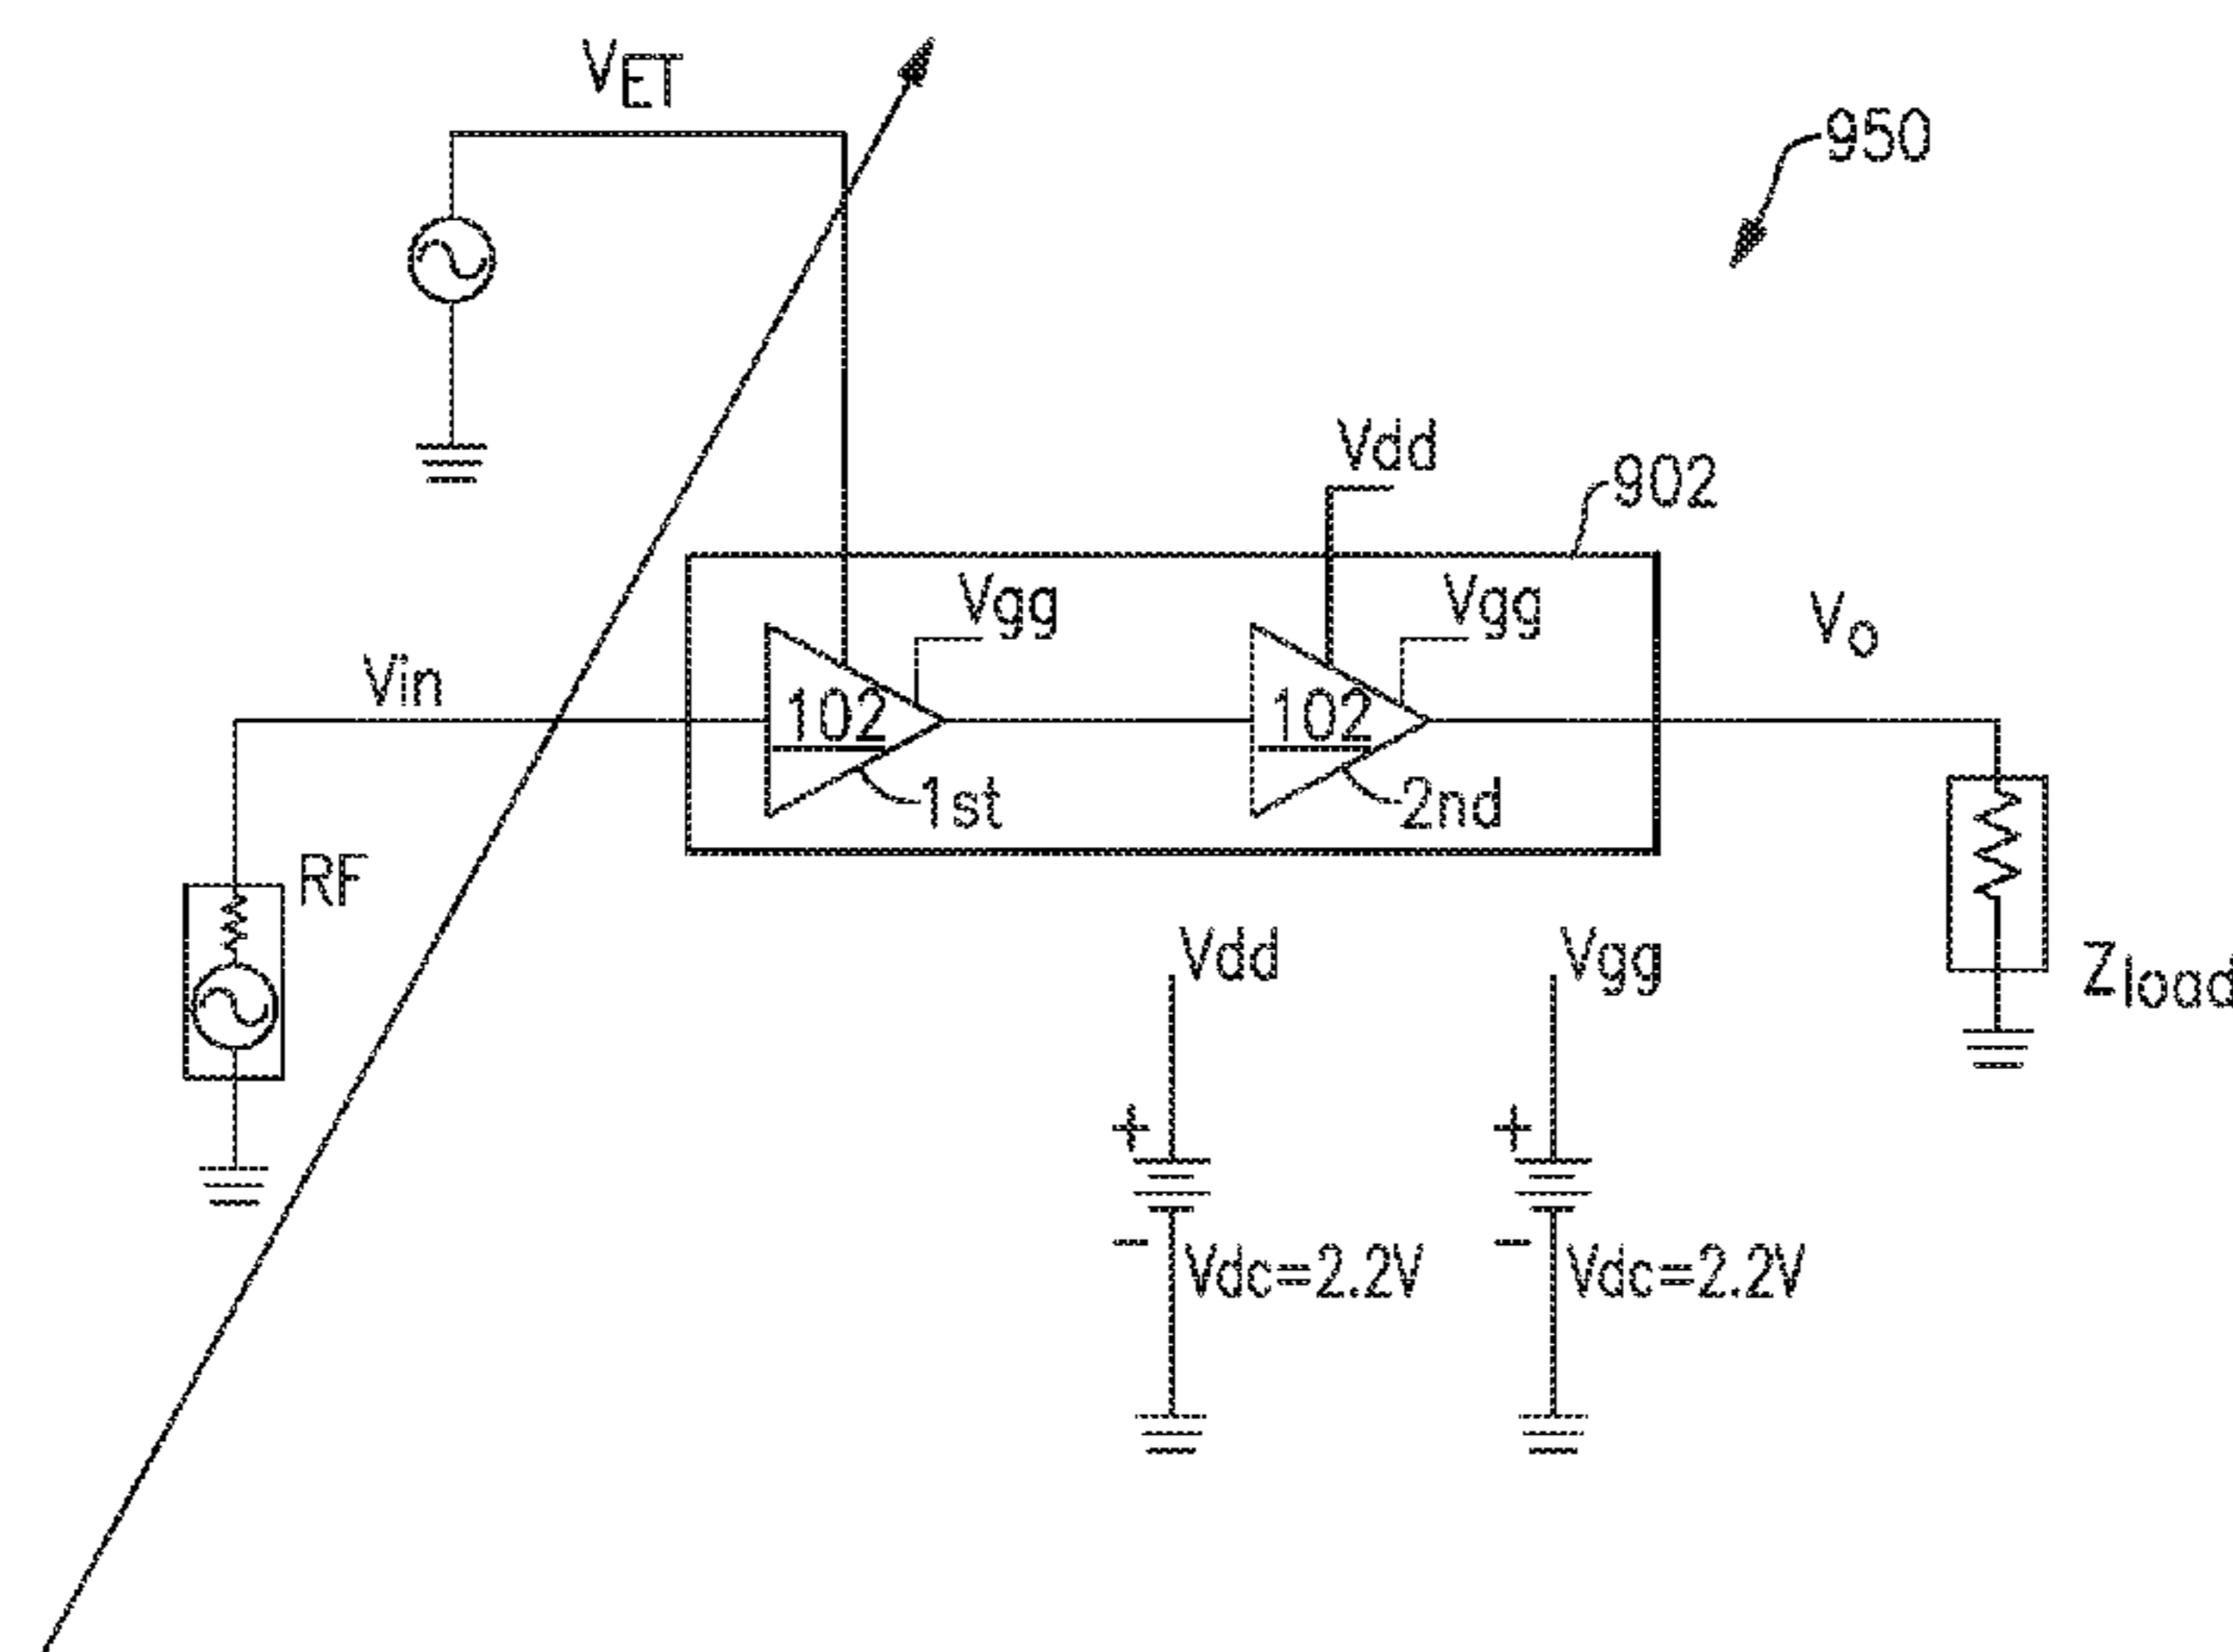 VET
950
Vdd
902
Vgg
Vgg
Vo
Vin
102
102
1st
2nd
RF
Vdd
Vgg
Zload
+
+
-
-
Vdc=2.2V
Vdc=2.2V